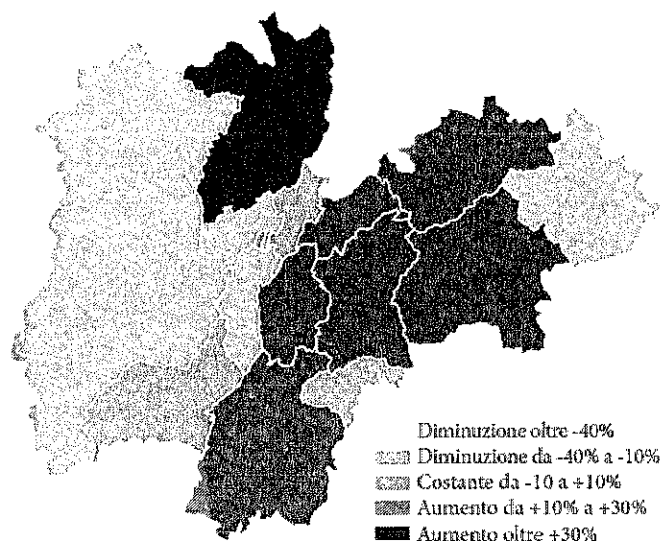 Diminuzione oltre -40%
Diminuzione da -40% a -10%
Costante da -10 a +10%
Aumento da +10% a +30%
Aumento oltre +30%